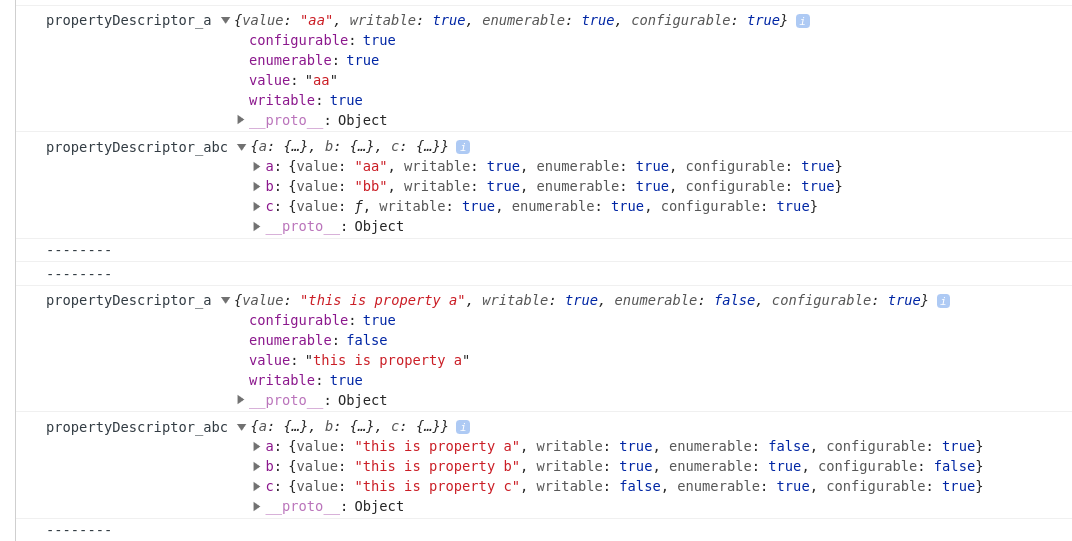 propertyDescriptor_a ▼{value: "aa", writable: true, enumerable: true, configurable: true} i
configurable: true
enumerable: true
value: "aa"
writable: true
▶__proto__: Object
propertyDescriptor_abc ▼{a: {…}, b: {…}, c: {…}} i
▶a: {value: "aa", writable: true, enumerable: true, configurable: true}
▶b: {value: "bb", writable: true, enumerable: true, configurable: true}
▶c: {value: ƒ, writable: true, enumerable: true, configurable: true}
▶__proto__: Object
--------
--------
propertyDescriptor_a ▼{value: "this is property a", writable: true, enumerable: false, configurable: true} i
configurable: true
enumerable: false
value: "this is property a"
writable: true
▶__proto__: Object
propertyDescriptor_abc ▼{a: {…}, b: {…}, c: {…}} i
▶a: {value: "this is property a", writable: true, enumerable: false, configurable: true}
▶b: {value: "this is property b", writable: true, enumerable: true, configurable: false}
▶c: {value: "this is property c", writable: false, enumerable: true, configurable: true}
▶__proto__: Object
--------